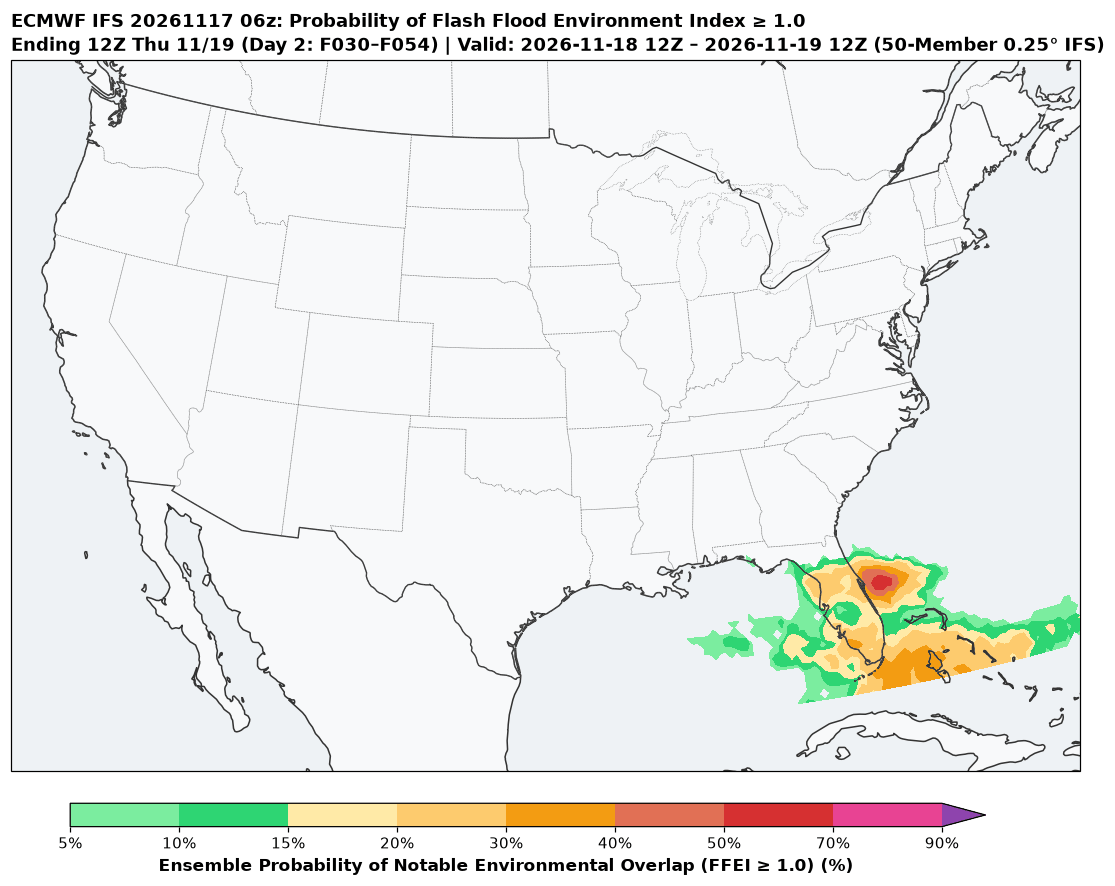 ECMWF IFS 20261117 06z: Probability of Flash Flood Environment Index ≥ 1.0
Ending 12Z Thu 11/19 (Day 2: F030–F054) | Valid: 2026-11-18 12Z – 2026-11-19 12Z (50-Member 0.25° IFS)
5% 10% 15% 20% 30% 40% 50% 70% 90%
Ensemble Probability of Notable Environmental Overlap (FFEI ≥ 1.0) (%)